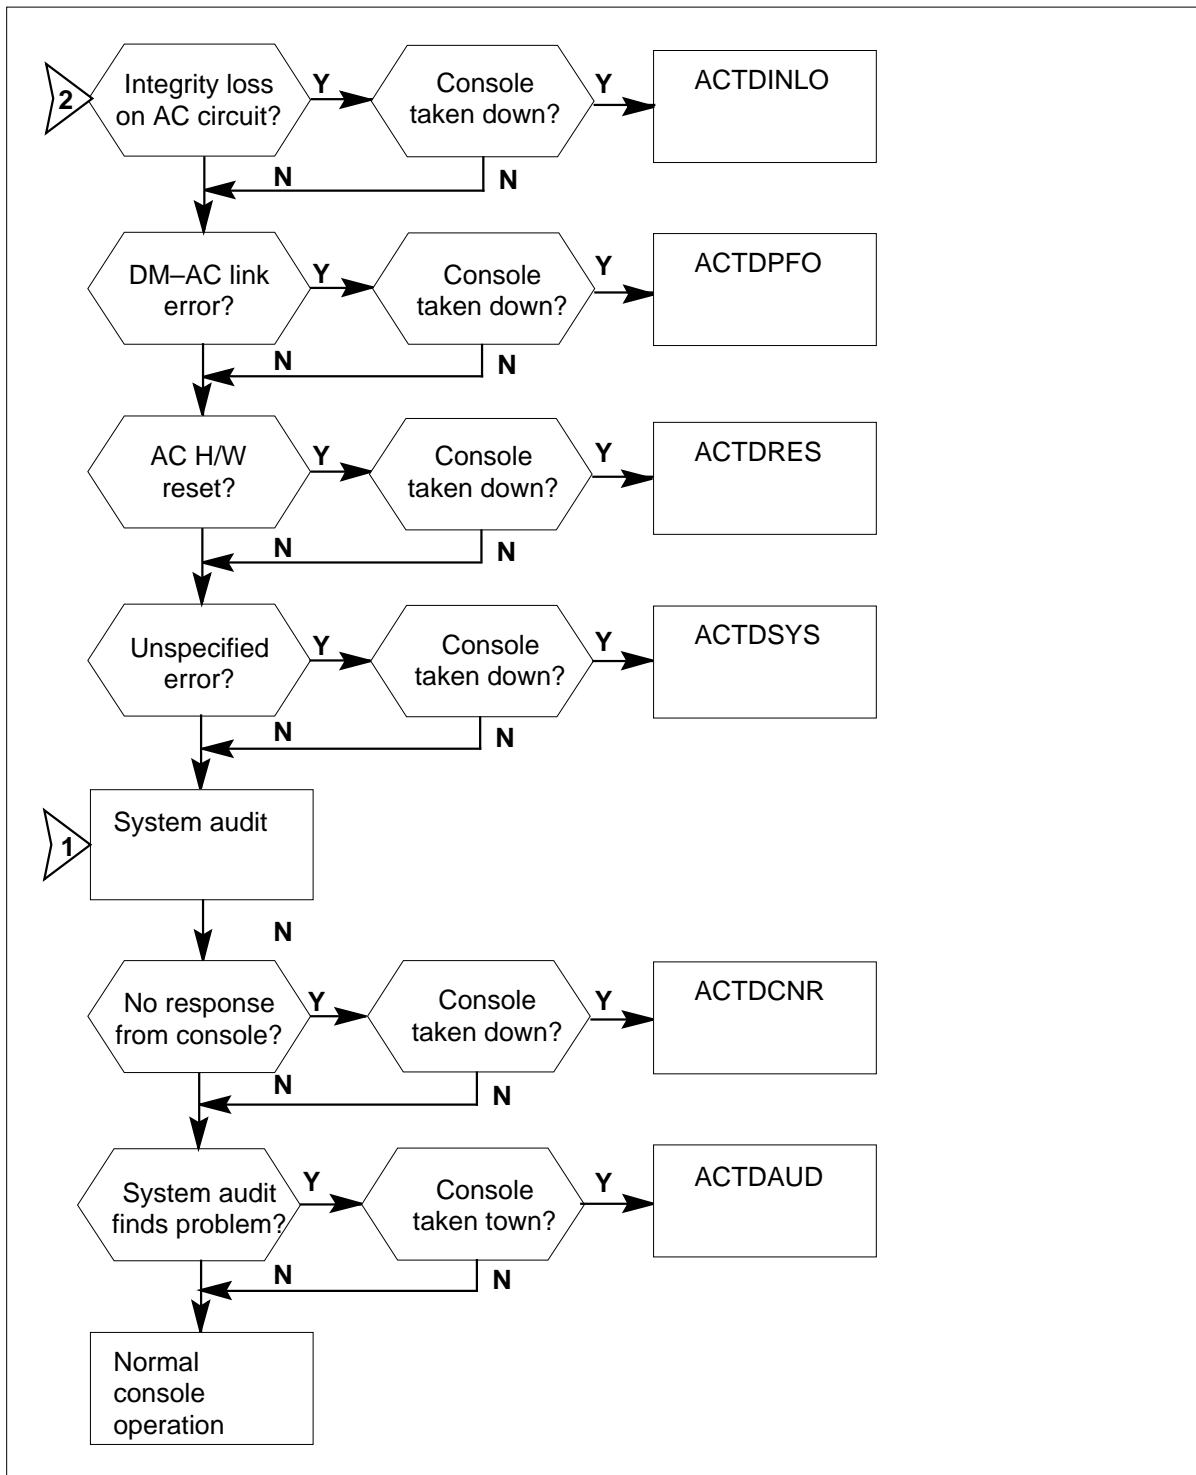 2
Integrity loss
on AC circuit?
Y
Console
taken down?
Y
ACTDINLO
N
N
DM–AC link
error?
Y
Console
taken down?
Y
ACTDPFO
N
N
AC H/W
reset?
Y
Console
taken down?
Y
ACTDRES
N
N
Unspecified
error?
Y
Console
taken down?
Y
ACTDSYS
N
N
1
System audit
N
No response
from console?
Y
Console
taken down?
Y
ACTDCNR
N
N
System audit
finds problem?
Y
Console
taken town?
Y
ACTDAUD
N
N
Normal
console
operation